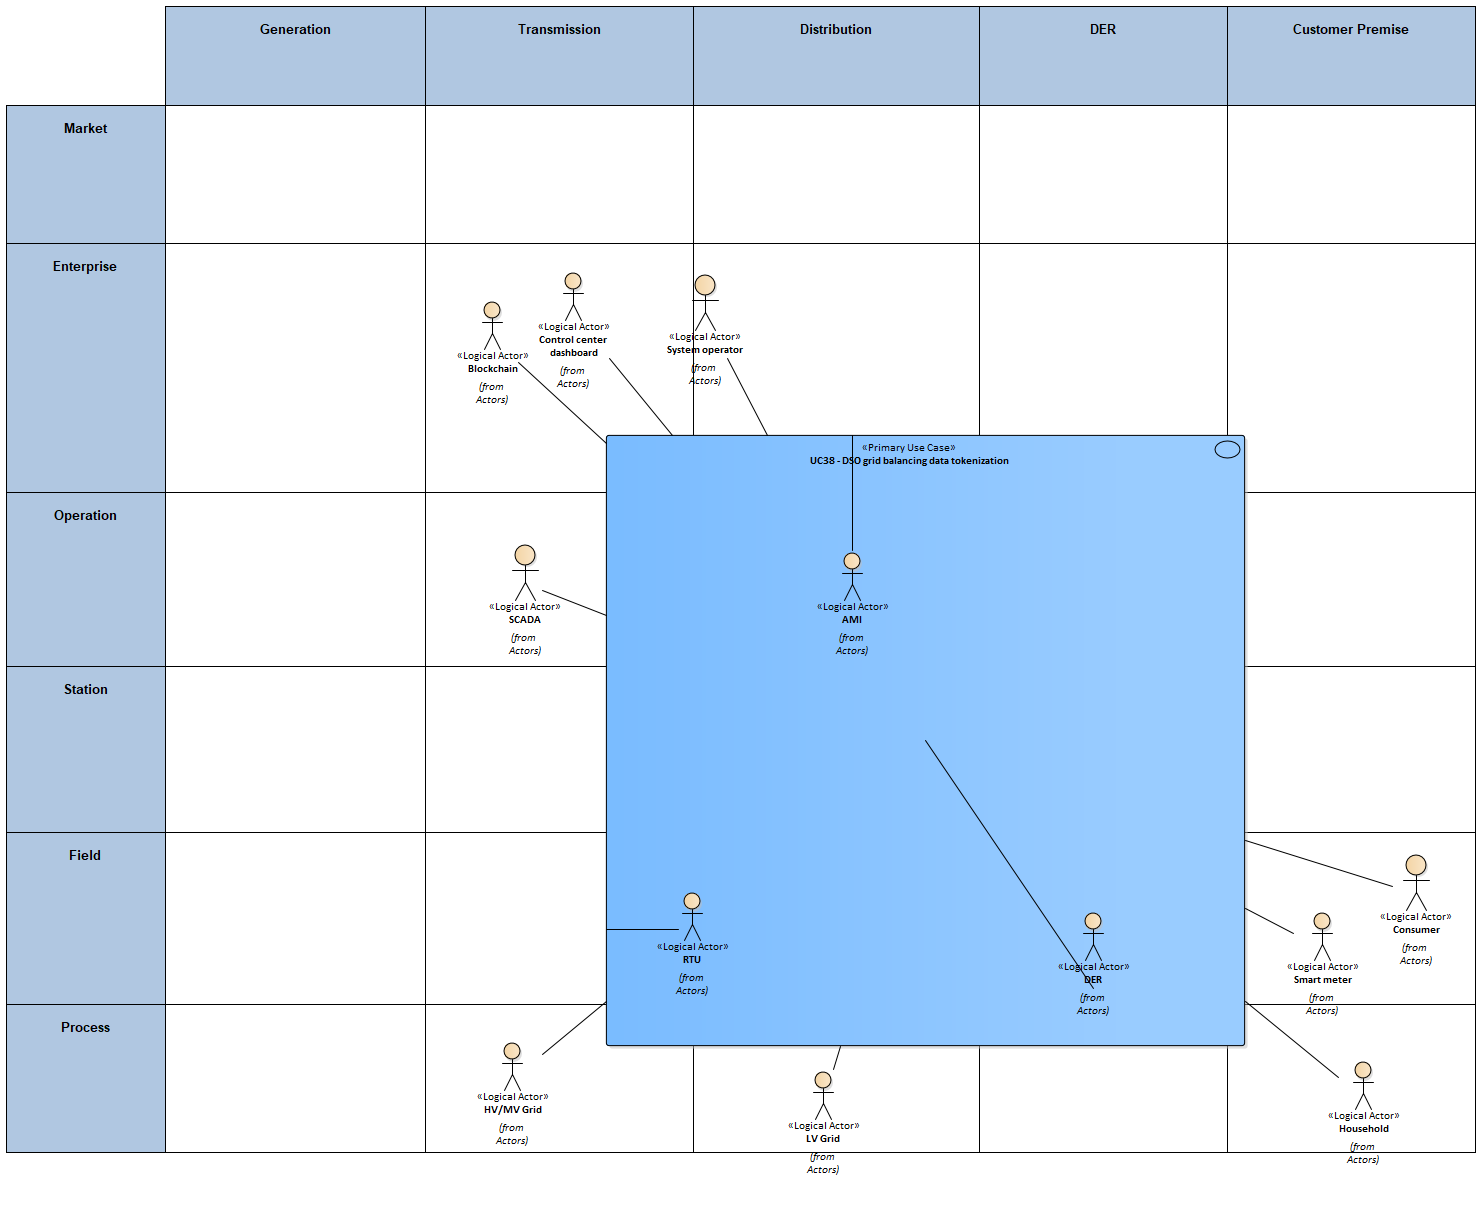 Generation
Transmission
Distribution
DER
Customer Premise
Market
Enterprise
«Logical Actor»
Blockchain
(from
Actors)
«Logical Actor»
Control center
dashboard
(from
Actors)
«Logical Actor»
System operator
(from
Actors)
«Primary Use Case»
UC38 - DSO grid balancing data tokenization
Operation
«Logical Actor»
SCADA
(from
Actors)
«Logical Actor»
AMI
(from
Actors)
Station
Field
«Logical Actor»
RTU
(from
Actors)
«Logical Actor»
DER
(from
Actors)
«Logical Actor»
Smart meter
(from
Actors)
«Logical Actor»
Consumer
(from
Actors)
Process
«Logical Actor»
HV/MV Grid
(from
Actors)
«Logical Actor»
LV Grid
(from
Actors)
«Logical Actor»
Household
(from
Actors)